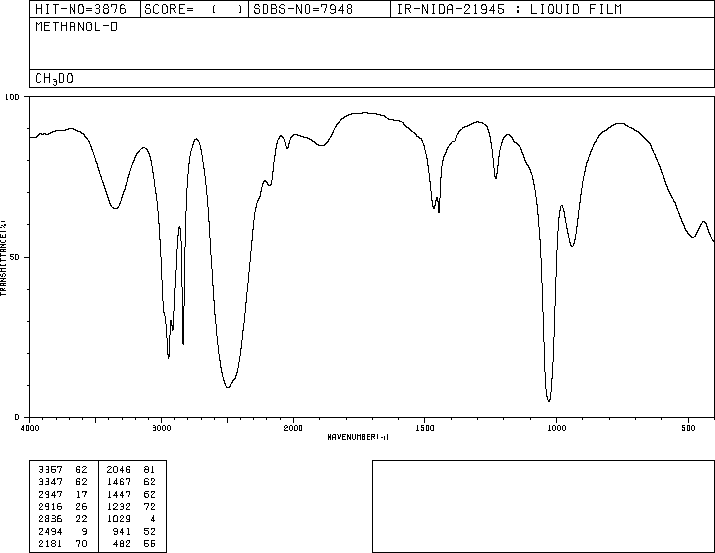 HIT-NO=3876 SCORE= ( ) SDBS-NO=7948 IR-NIDA-21945 : LIQUID FILM
METHANOL-D
CH3DO
100
TRANSMITTANCE(%)
50
0
4000 3000 2000 1500 1000 500
WAVENUMBER(-1)
3367 62 2046 81
3347 62 1467 62
2947 17 1447 62
2916 26 1232 72
2836 22 1029 4
2494 9 941 52
2181 70 482 55